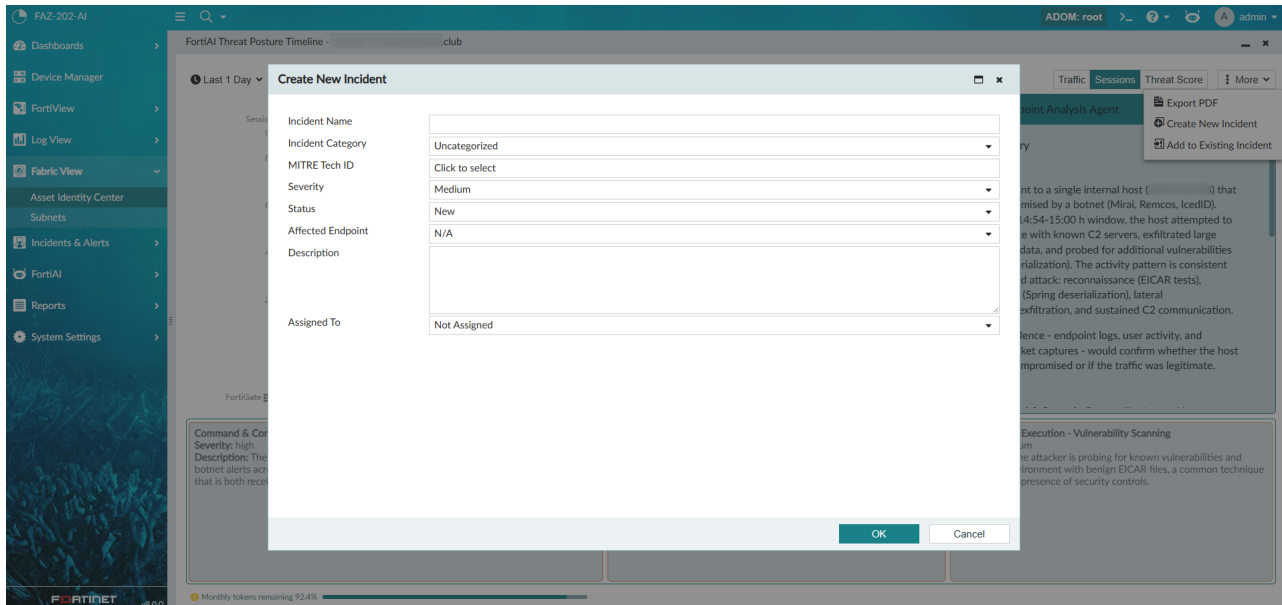 FAZ-202-AI
ADOM: root
admin
Dashboards
Device Manager
FortiView
Log View
Fabric View
Asset Identity Center
Subnets
Incidents & Alerts
FortiAI
Reports
System Settings
FORTINET
v8.0.0
FortiAI Threat Posture Timeline - .club
Last 1 Day
Traffic Sessions Threat Score More
Export PDF
Create New Incident
Add to Existing Incident
Create New Incident
Incident Name
Incident Category Uncategorized
MITRE Tech ID Click to select
Severity Medium
Status New
Affected Endpoint N/A
Description
Assigned To Not Assigned
OK Cancel
Analysis Agent
nt to a single internal host ( ) that
mised by a botnet (Mirai, Remcos, IcedID).
4:54-15:00 h window, the host attempted to
e with known C2 servers, exfiltrated large
data, and probed for additional vulnerabilities
rialization). The activity pattern is consistent
d attack: reconnaissance (EICAR tests),
(Spring deserialization), lateral
exfiltration, and sustained C2 communication.
lence - endpoint logs, user activity, and
ket captures - would confirm whether the host
mpromised or if the traffic was legitimate.
FortiGate
Command & Con
Severity: high
Description: The
botnet alerts acr
that is both rece
Execution - Vulnerability Scanning
um
he attacker is probing for known vulnerabilities and
ironment with benign EICAR files, a common technique
presence of security controls.
Monthly tokens remaining 92.4%